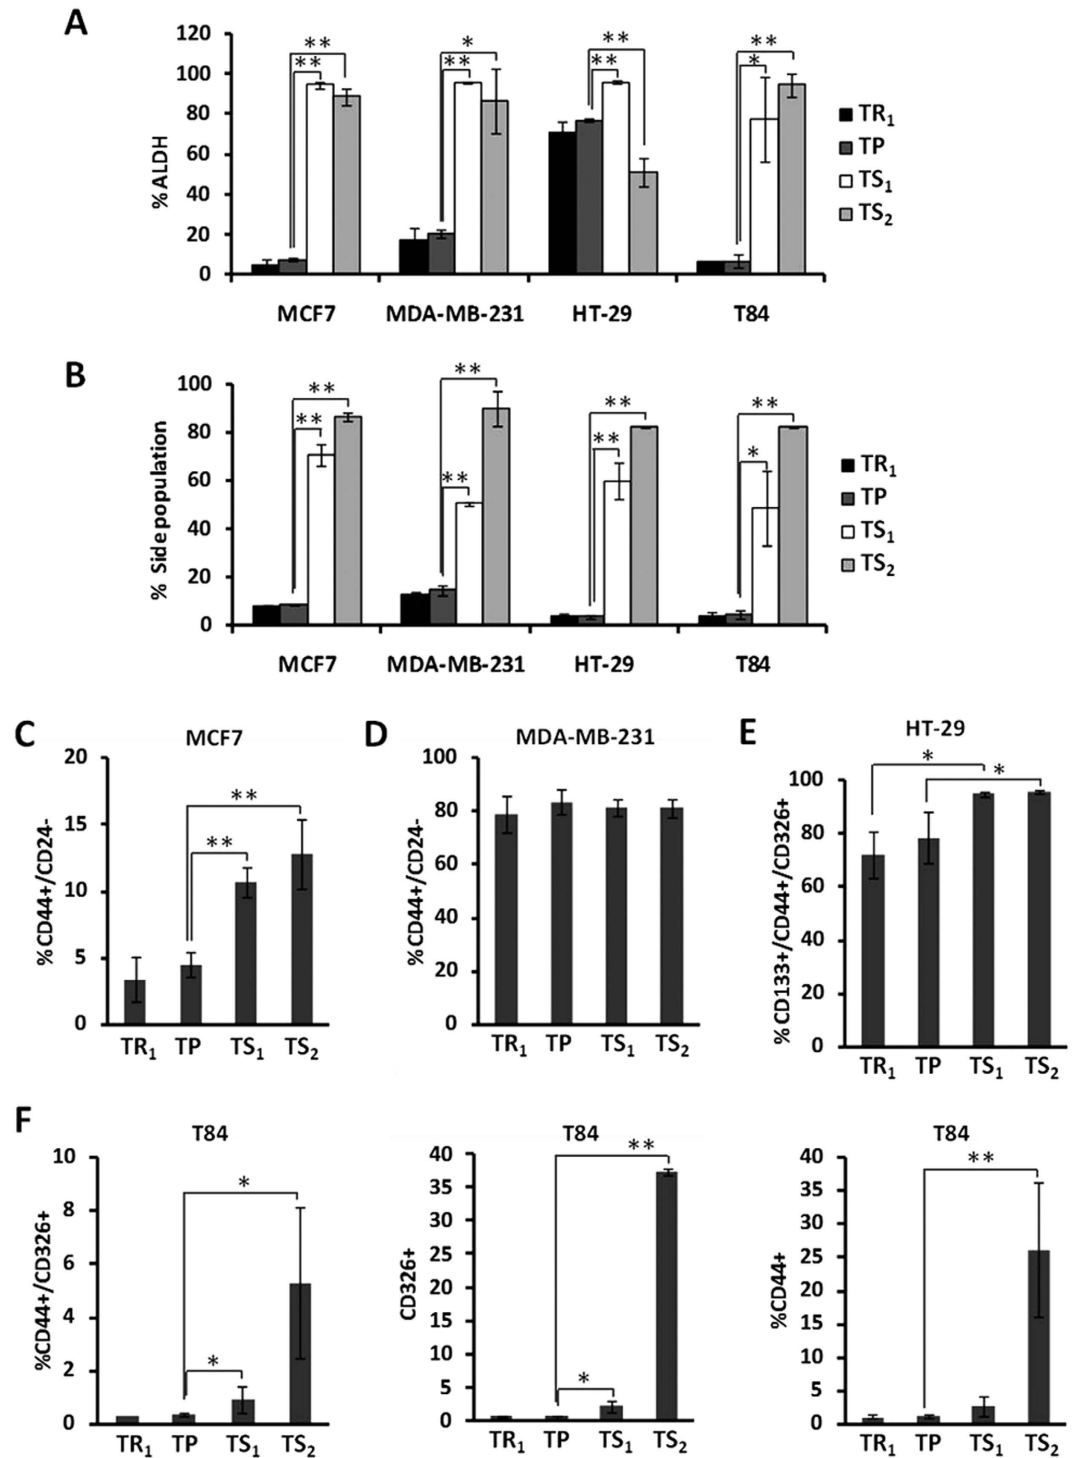 A
120
100
80
60
40
20
0
%ALDH
** ** * ** ** ** ** *
MCF7 MDA-MB-231 HT-29 T84
TR1
TP
TS1
TS2
B
100
80
60
40
20
0
% Sidepopulation
** ** ** ** ** ** ** *
MCF7 MDA-MB-231 HT-29 T84
TR1
TP
TS1
TS2
C
MCF7
20
15
10
5
0
%CD44+/CD24-
**
**
TR1 TP TS1 TS2
D
MDA-MB-231
100
80
60
40
20
0
%CD44+/CD24-
TR1 TP TS1 TS2
E
HT-29
100
80
60
40
20
0
%CD133+/CD44+/CD326+
*
*
TR1 TP TS1 TS2
F
T84
10
8
6
4
2
0
%CD44+/CD326+
*
*
TR1 TP TS1 TS2
T84
40
35
30
25
20
15
10
5
0
CD326+
**
*
TR1 TP TS1 TS2
T84
40
35
30
25
20
15
10
5
0
%CD44+
**
TR1 TP TS1 TS2